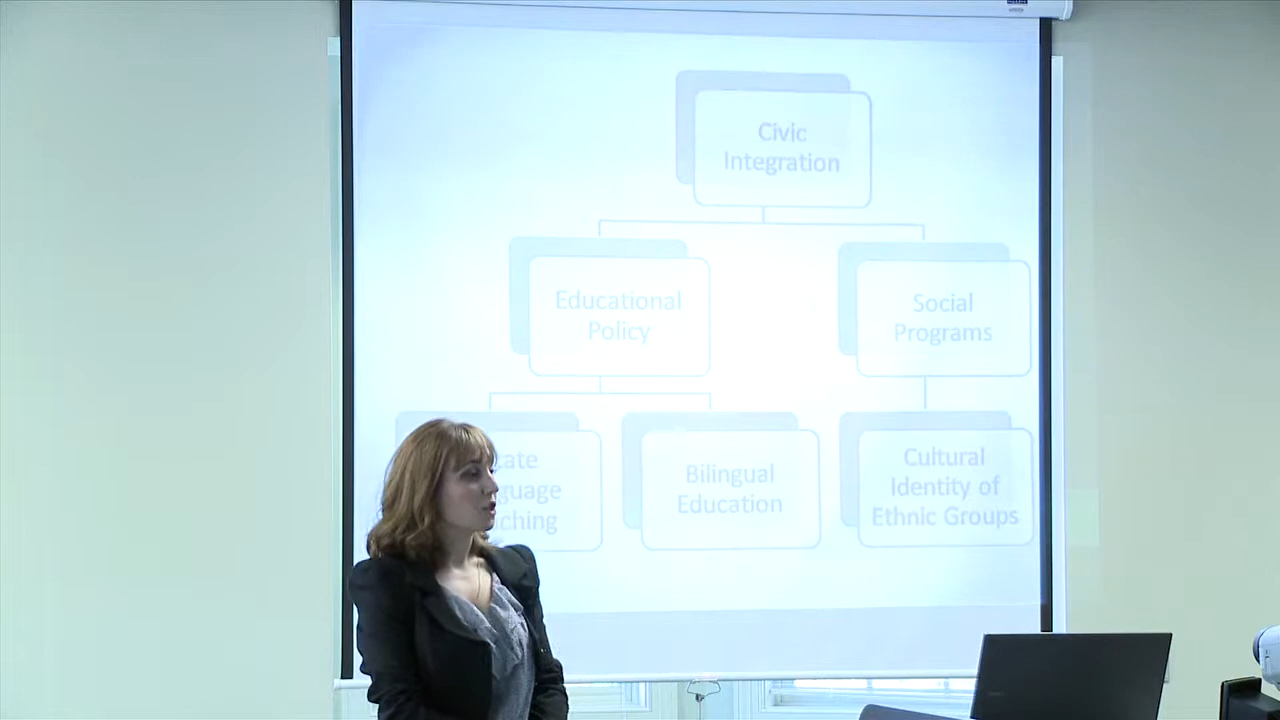 Civic
Integration
Educational
Policy
Social
Programs
Bilingual
Education
Cultural
Identity of
Ethnic Groups